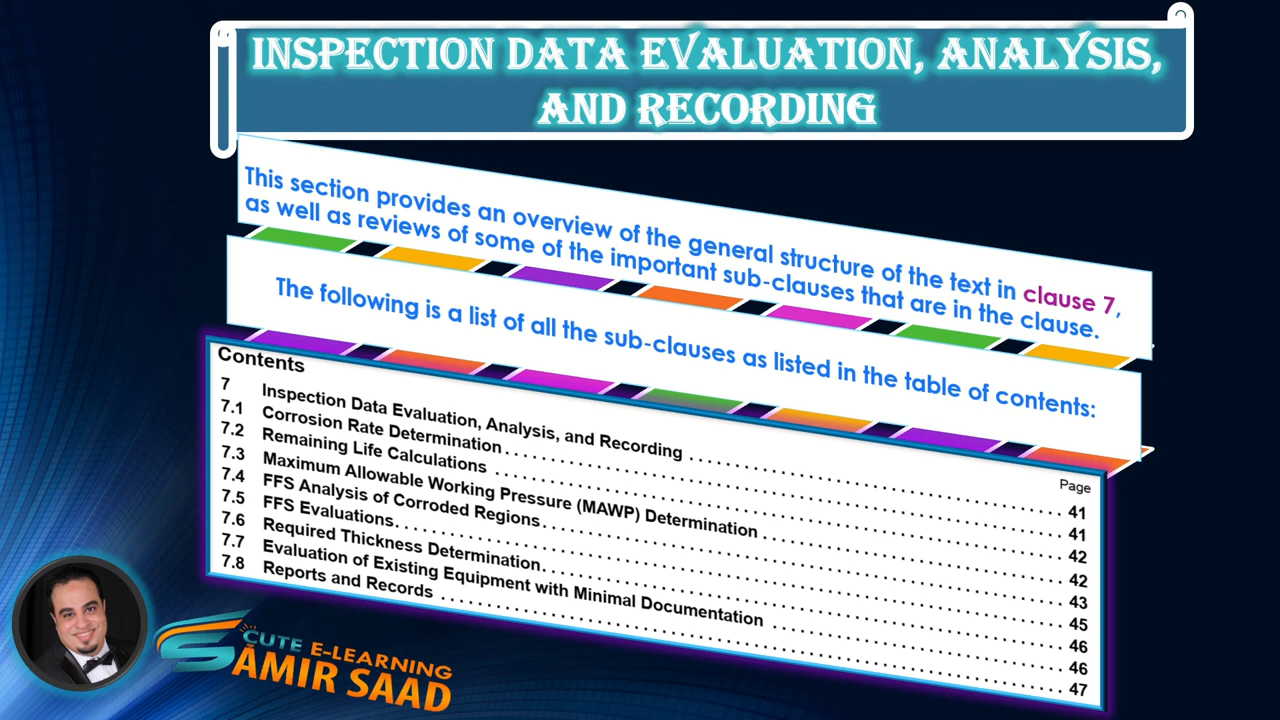 INSPECTION DATA EVALUATION, ANALYSIS,
AND RECORDING
This section provides an overview of the general structure of the text in clause 7,
as well as reviews of some of the important sub-clauses that are in the clause.
The following is a list of all the sub-clauses as listed in the table of contents:
Contents
Page
7 Inspection Data Evaluation, Analysis, and Recording . . . . . . . . . . . . . . . . . . . . 41
7.1 Corrosion Rate Determination . . . . . . . . . . . . . . . . . . . . 41
7.2 Remaining Life Calculations . . . . . . . . . . . . . . . . . . . . 42
7.3 Maximum Allowable Working Pressure (MAWP) Determination . . . . . . . . . . . . . . . . . . . . 42
7.4 FFS Analysis of Corroded Regions . . . . . . . . . . . . . . . . . . . . 43
7.5 FFS Evaluations . . . . . . . . . . . . . . . . . . . . 45
7.6 Required Thickness Determination . . . . . . . . . . . . . . . . . . . . 46
7.7 Evaluation of Existing Equipment with Minimal Documentation . . . . . . . . . . . . . . . . . . . . 46
7.8 Reports and Records . . . . . . . . . . . . . . . . . . . . 47
CUTE E-LEARNING
SAMIR SAAD